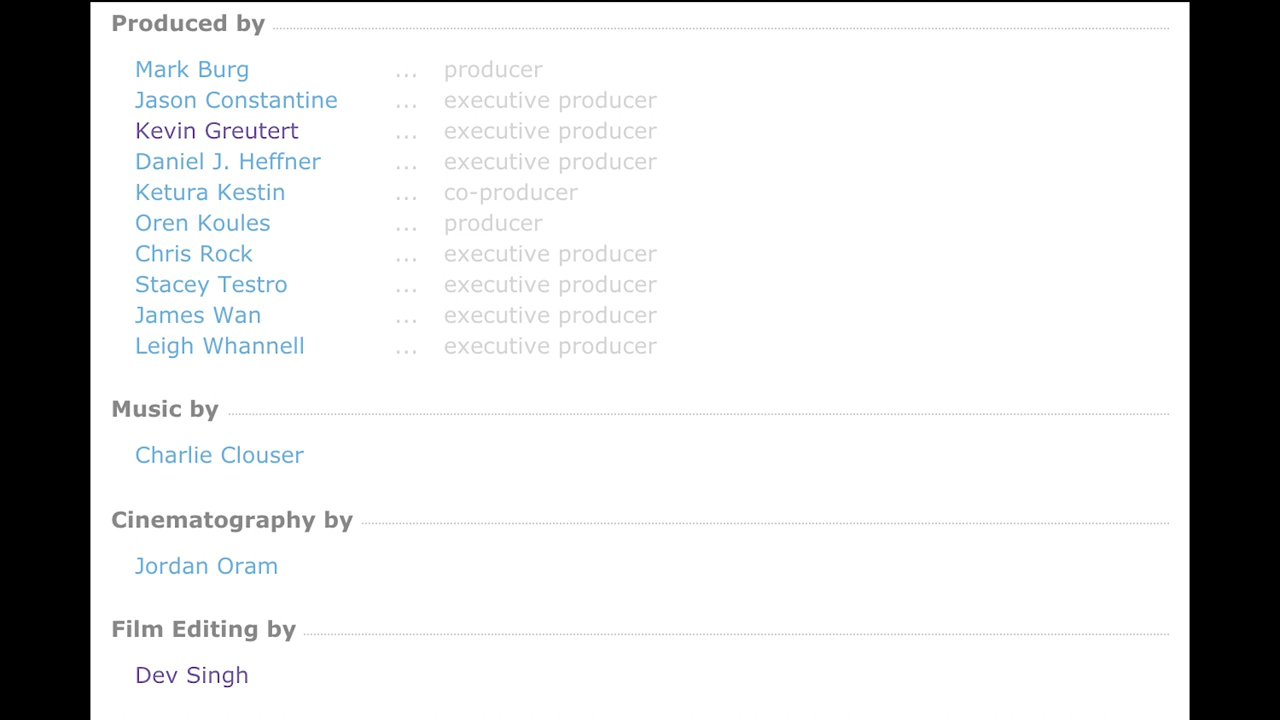 Produced by
Mark Burg ... producer
Jason Constantine ... executive producer
Kevin Greutert ... executive producer
Daniel J. Heffner ... executive producer
Ketura Kestin ... co-producer
Oren Koules ... producer
Chris Rock ... executive producer
Stacey Testro ... executive producer
James Wan ... executive producer
Leigh Whannell ... executive producer
Music by
Charlie Clouser
Cinematography by
Jordan Oram
Film Editing by
Dev Singh